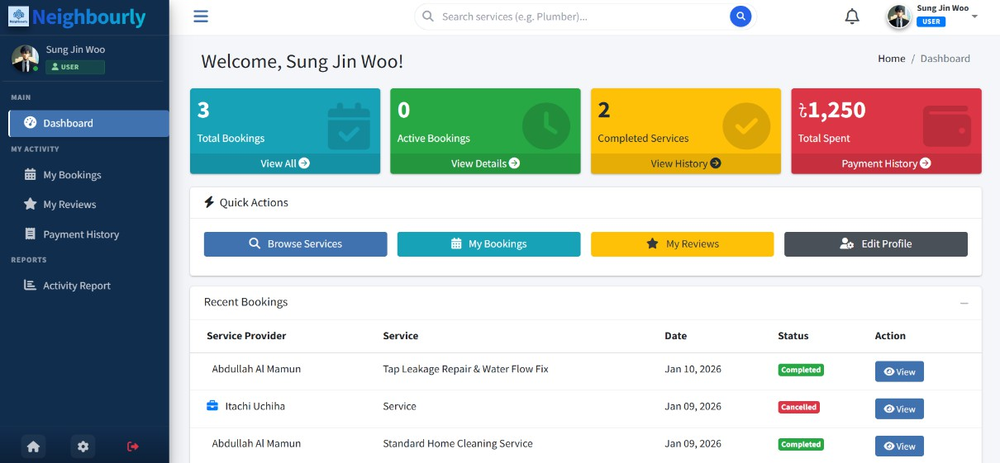 Neighbourly
Neighbourly
Search services (e.g. Plumber)...
Sung Jin Woo
USER
Sung Jin Woo
USER
MAIN
Dashboard
MY ACTIVITY
My Bookings
My Reviews
Payment History
REPORTS
Activity Report
Welcome, Sung Jin Woo!
Home / Dashboard
3
Total Bookings
View All
0
Active Bookings
View Details
2
Completed Services
View History
৳1,250
Total Spent
Payment History
Quick Actions
Browse Services
My Bookings
My Reviews
Edit Profile
Recent Bookings
Service Provider Service Date Status Action
Abdullah Al Mamun Tap Leakage Repair & Water Flow Fix Jan 10, 2026 Completed View
Itachi Uchiha Service Jan 09, 2026 Cancelled View
Abdullah Al Mamun Standard Home Cleaning Service Jan 09, 2026 Completed View